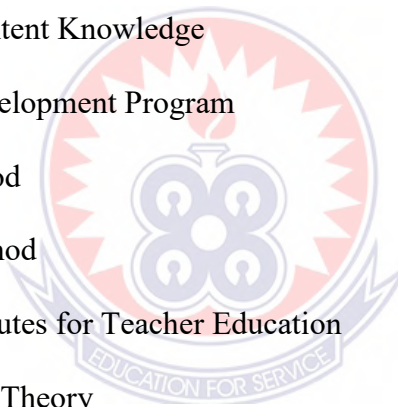 tent Knowledge
elopment Program
od
hod
utes for Teacher Education
EDUCATION FOR SERVICE
Theory